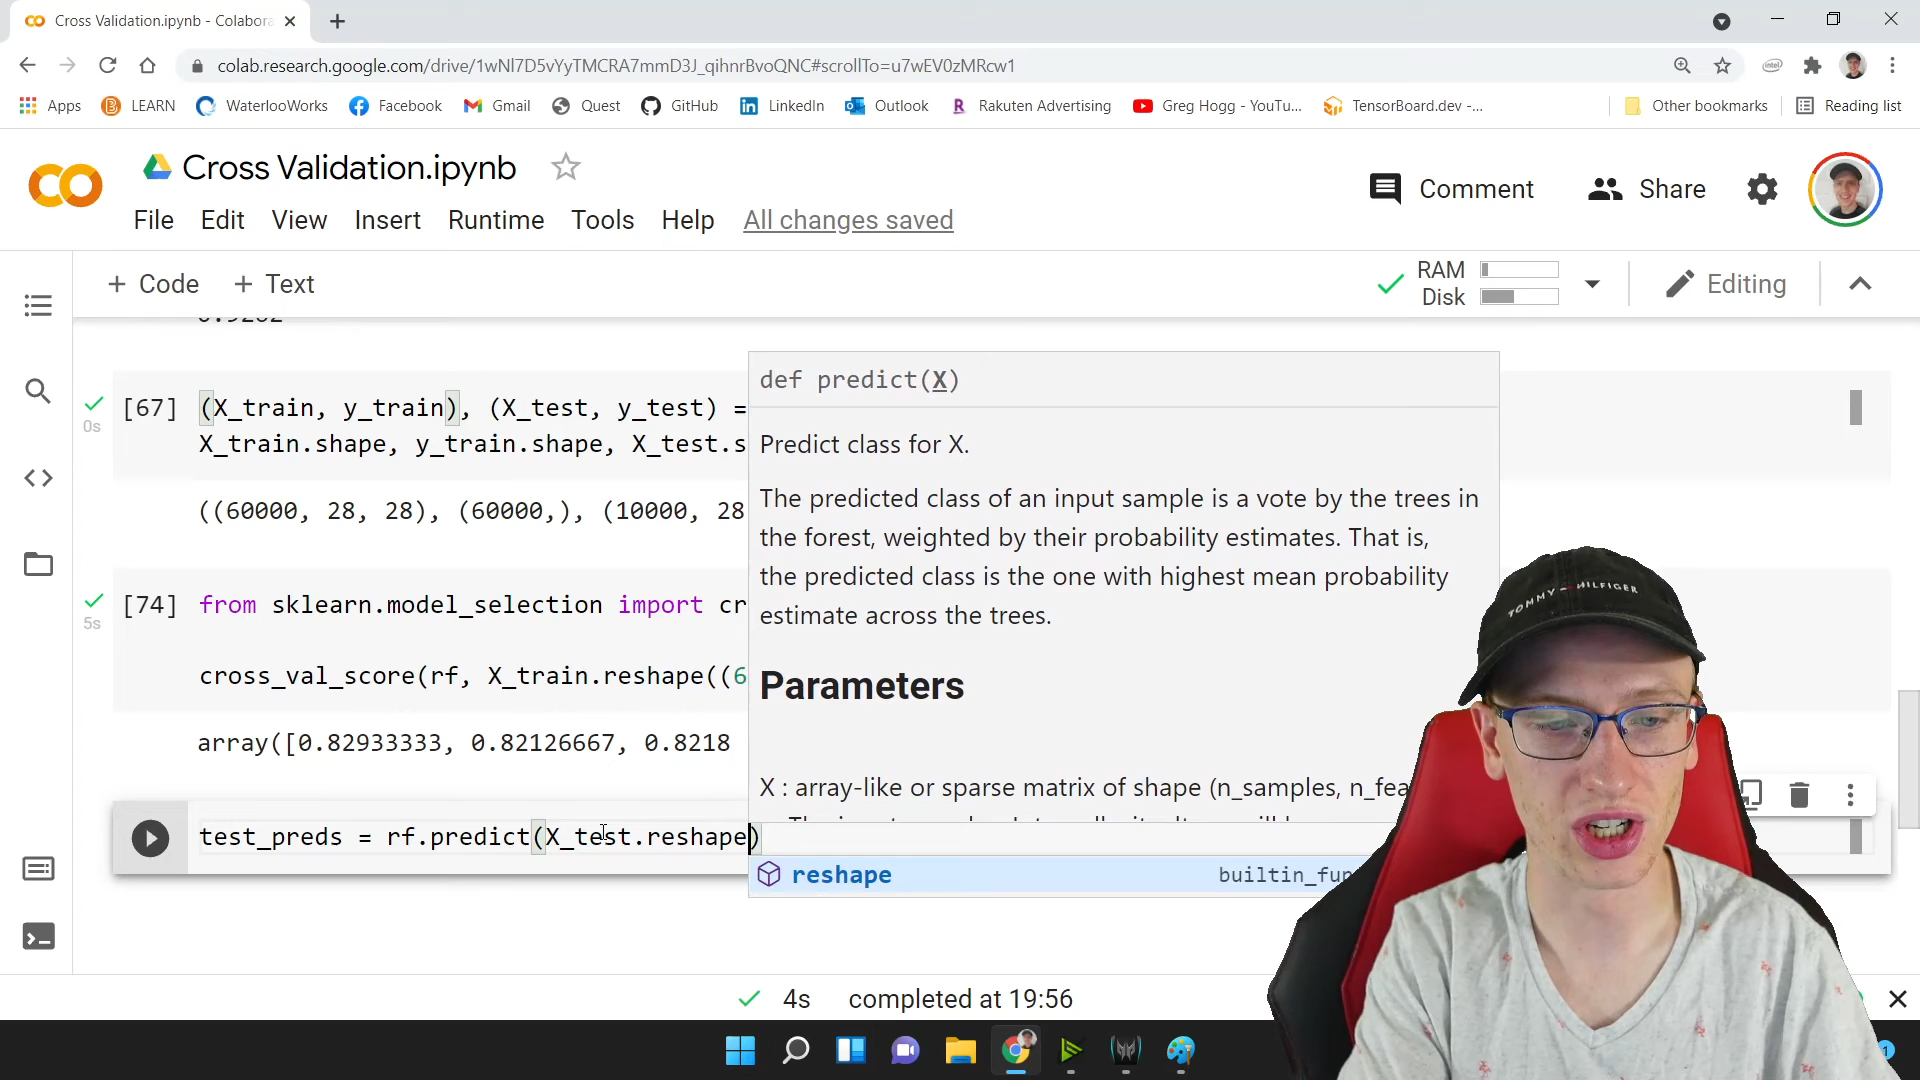 Cross Validation.ipynb - Colabora
colab.research.google.com/drive/1wNl7D5vYyTMCRA7mmD3J_qihnrBvoQNC#scrollTo=u7wEV0zMRcw1
Apps LEARN WaterlooWorks Facebook Gmail Quest GitHub LinkedIn Outlook Rakuten Advertising Greg Hogg - YouTu... TensorBoard.dev -... Other bookmarks Reading list
Cross Validation.ipynb
Comment Share
File Edit View Insert Runtime Tools Help All changes saved
+ Code + Text
RAM
Disk
Editing
def predict(X)
[67] (X_train, y_train), (X_test, y_test) =
0s
X_train.shape, y_train.shape, X_test.s
Predict class for X.
((60000, 28, 28), (60000,), (10000, 28
The predicted class of an input sample is a vote by the trees in
the forest, weighted by their probability estimates. That is,
the predicted class is the one with highest mean probability
estimate across the trees.
[74] from sklearn.model_selection import cr
5s
cross_val_score(rf, X_train.reshape((6
Parameters
array([0.82933333, 0.82126667, 0.8218
X : array-like or sparse matrix of shape (n_samples, n_fea
test_preds = rf.predict(X_test.reshape)
reshape builtin_fun
4s completed at 19:56
TOMMY HILFIGER